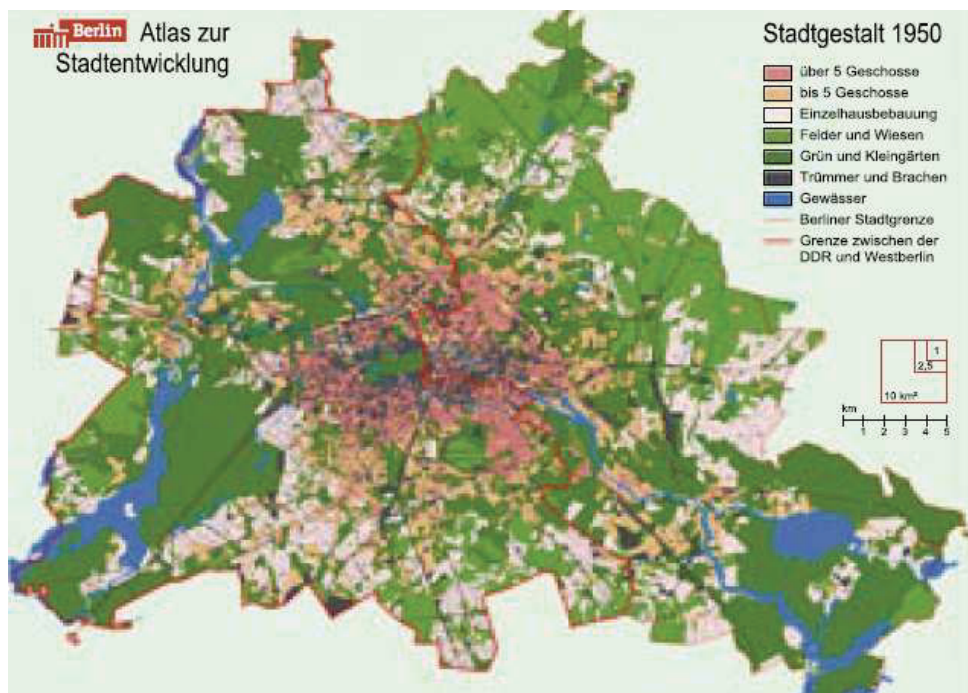 Berlin Atlas zur
Stadtentwicklung
Stadtgestalt 1950
über 5 Geschosse
bis 5 Geschosse
Einzelhausbebauung
Felder und Wiesen
Grün und Kleingärten
Trümmer und Brachen
Gewässer
Berliner Stadtgrenze
Grenze zwischen der
DDR und Westberlin
1
2,5
10 km²
km
1 2 3 4 5